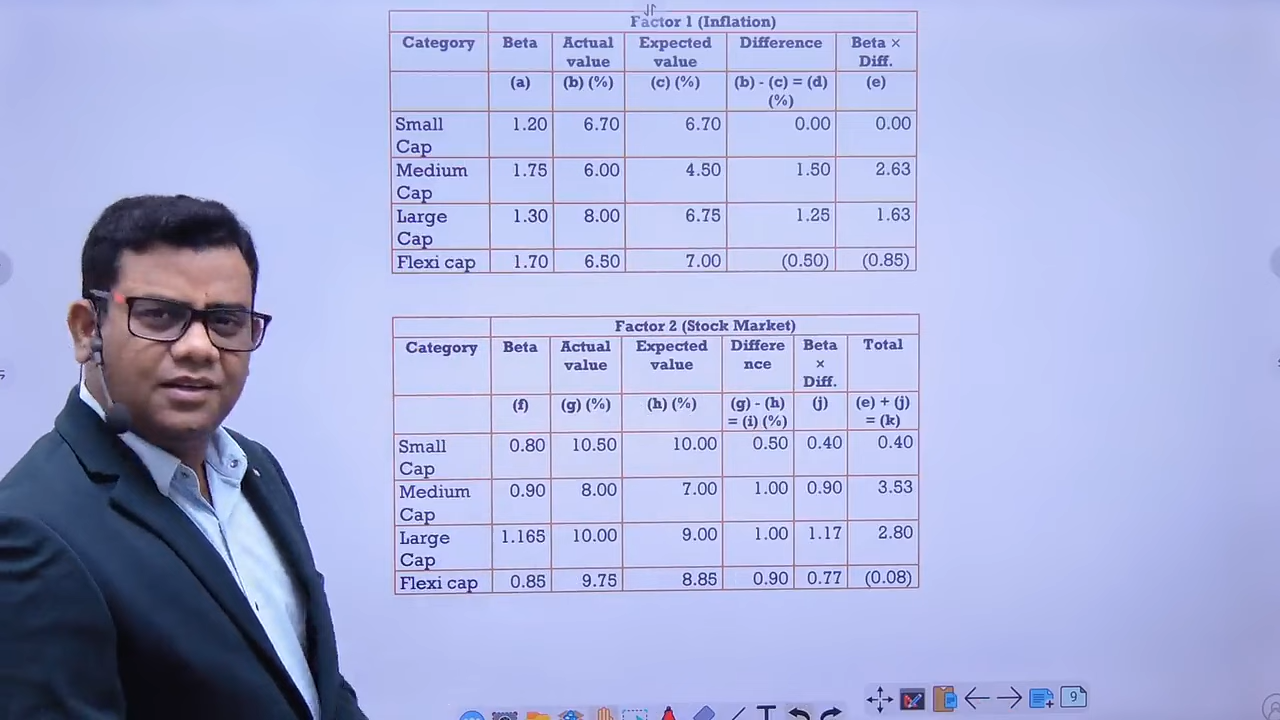 Factor 1 (Inflation)
Category Beta Actual value Expected value Difference Beta × Diff.
(a) (b) (%) (c) (%) (b) - (c) = (d) (%) (e)
Small Cap 1.20 6.70 6.70 0.00 0.00
Medium Cap 1.75 6.00 4.50 1.50 2.63
Large Cap 1.30 8.00 6.75 1.25 1.63
Flexi cap 1.70 6.50 7.00 (0.50) (0.85)
Factor 2 (Stock Market)
Category Beta Actual value Expected value Differe nce Beta × Diff. Total
(f) (g) (%) (h) (%) (g) - (h) = (i) (%) (j) (e) + (j) = (k)
Small Cap 0.80 10.50 10.00 0.50 0.40 0.40
Medium Cap 0.90 8.00 7.00 1.00 0.90 3.53
Large Cap 1.165 10.00 9.00 1.00 1.17 2.80
Flexi cap 0.85 9.75 8.85 0.90 0.77 (0.08)
9